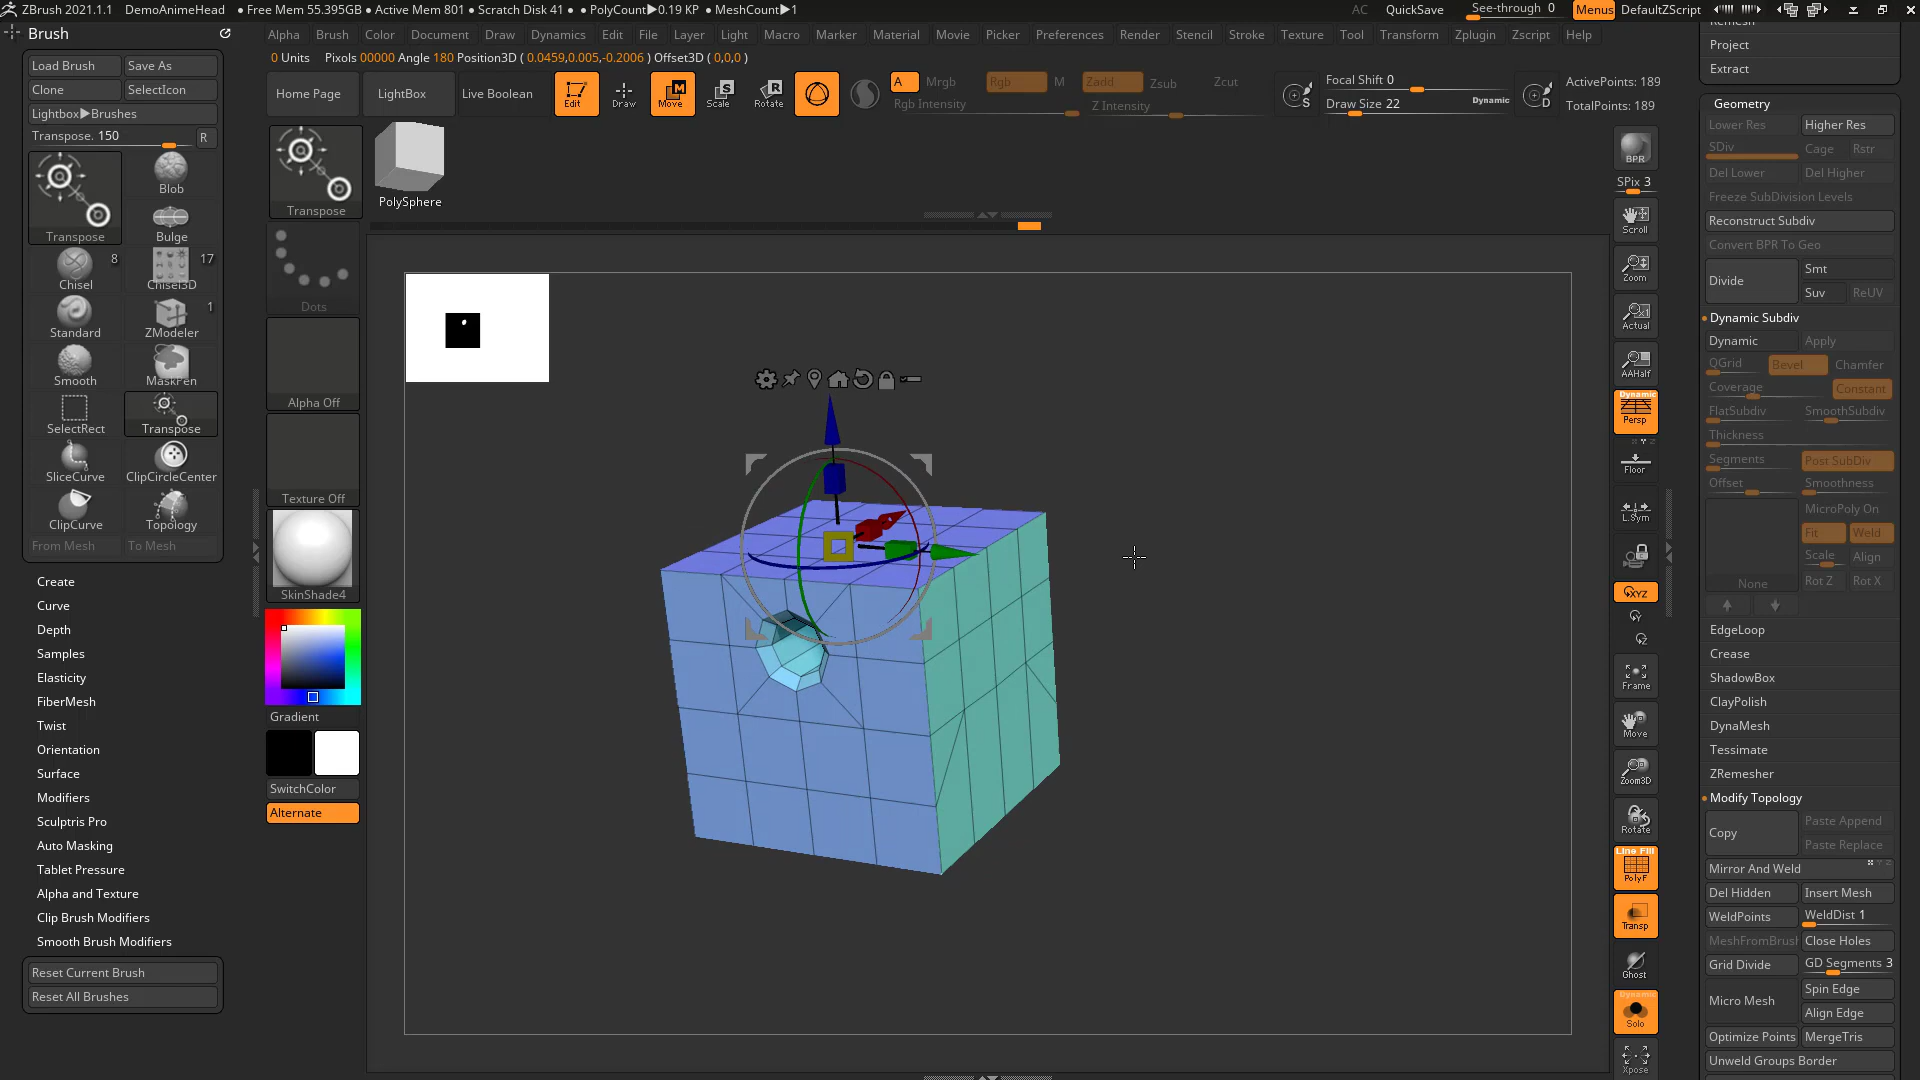 ZBrush 2021.1.1 DemoAnimeHead • Free Mem 55.395GB • Active Mem 801 • Scratch Disk 41 • PolyCount▶0.19 KP • MeshCount▶1 AC QuickSave See-through 0 Menus DefaultZScript
Brush
Alpha Brush Color Document Draw Dynamics Edit File Layer Light Macro Marker Material Movie Picker Preferences Render Stencil Stroke Texture Tool Transform Zplugin Zscript Help
0 Units Pixols 00000 Angle 180 Position3D ( 0.0459,0.005,-0.2006 ) Offset3D ( 0,0,0 )
Load Brush Save As
Clone SelectIcon
Lightbox▶Brushes
Transpose. 150 R
Transpose
Blob
Bulge
Chisel 8
Chisel3D 17
Standard
ZModeler 1
Smooth
MaskPen
SelectRect
Transpose
SliceCurve
ClipCircleCenter
ClipCurve
Topology
From Mesh To Mesh
Create
Curve
Depth
Samples
Elasticity
FiberMesh
Twist
Orientation
Surface
Modifiers
Sculptris Pro
Auto Masking
Tablet Pressure
Alpha and Texture
Clip Brush Modifiers
Smooth Brush Modifiers
Reset Current Brush
Reset All Brushes
Home Page LightBox Live Boolean
Edit Draw Move Scale Rotate
A Mrgb Rgb M Zadd Zsub Zcut
Rgb Intensity Z Intensity
S Focal Shift 0
Draw Size 22 Dynamic
D
ActivePoints: 189
TotalPoints: 189
Transpose
PolySphere
Dots
Alpha Off
Texture Off
SkinShade4
Gradient
SwitchColor
Alternate
BPR
SPix 3
Scroll
Zoom
Actual
AAHalf
Dynamic
Persp
Floor
L.Sym
XYZ
Y
Z
Frame
Move
Zoom3D
Rotate
Line Fill
PolyF
Transp
Ghost
Dynamic
Solo
Xpose
Remesh
Project
Extract
Geometry
Lower Res Higher Res
SDiv Cage Rstr
Del Lower Del Higher
Freeze SubDivision Levels
Reconstruct Subdiv
Convert BPR To Geo
Divide Smt
Suv ReUV
Dynamic Subdiv
Dynamic Apply
QGrid Bevel Chamfer
Coverage Constant
FlatSubdiv SmoothSubdiv
Thickness
Segments Post SubDiv
Offset Smoothness
MicroPoly On
Fit Weld
Scale Align
None Rot Z Rot X
EdgeLoop
Crease
ShadowBox
ClayPolish
DynaMesh
Tessimate
ZRemesher
Modify Topology
Copy Paste Append
Paste Replace
Mirror And Weld
Del Hidden Insert Mesh
WeldPoints WeldDist 1
MeshFromBrush Close Holes
Grid Divide GD Segments 3
Micro Mesh Spin Edge
Align Edge
Optimize Points MergeTris
Unweld Groups Border